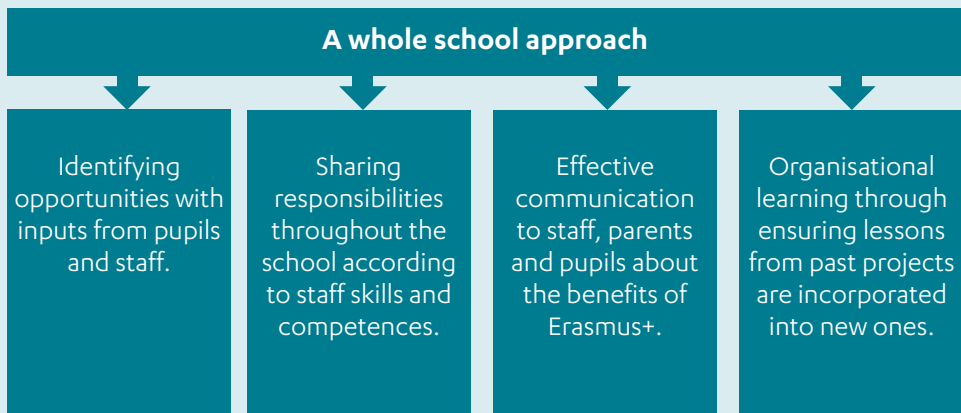 A whole school approach
Identifying
opportunities with
inputs from pupils
and staff.
Sharing
responsibilities
throughout the
school according
to staff skills and
competences.
Effective
communication
to staff, parents
and pupils about
the benefits of
Erasmus+.
Organisational
learning through
ensuring lessons
from past projects
are incorporated
into new ones.